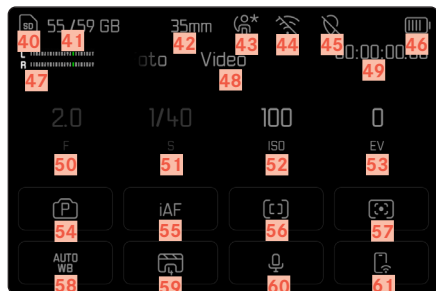 SD 55/59 GB 35mm
40 41 42 43 44 45 46
L
R
oto Video 00:00:00.00
47 48 49
2.0 1/40 100 0
F S ISO EV
50 51 52 53
P iAF
54 55 56 57
AUTO
WB
58 59 60 61